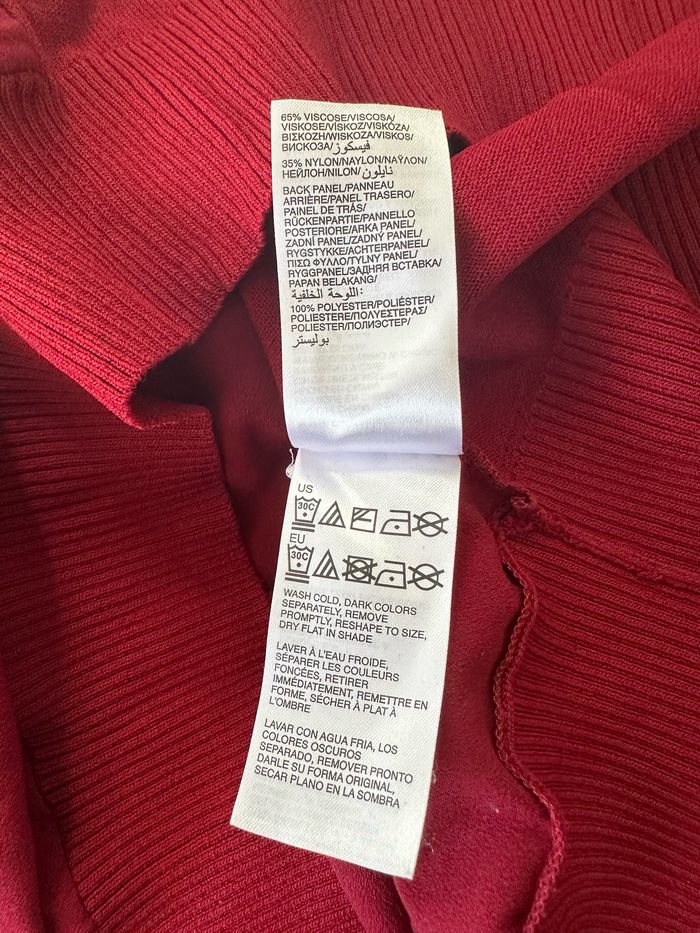 65% VISCOSE/VISCOSA/
VISKOSE/VÍSKOZ/VISKÓZA/
ΒΙΣΚΟΖΗ/WISKOZA/VISKOS/
ВИСКОЗА/فيسكوز
35% NYLON/NAYLON/ΝΑΫΛΟΝ/
НЕЙЛОН/NILON/نايلون
BACK PANEL/PANNEAU
ARRIÈRE/PANEL TRASERO/
PAINEL DE TRÁS/
RÜCKENPARTIE/PANNELLO
POSTERIORE/ARKA PANEL/
ZADNÍ PANEL/ZADNÝ PANEL/
RYGSTYKKE/ACHTERPANEEL/
ΠΙΣΩ ΦΥΛΛΟ/TYLNY PANEL/
RYGGPANEL/ЗАДНЯЯ ВСТАВКА/
PAPAN BELAKANG/
اللوحة الخلفية:
100% POLYESTER/POLIÉSTER/
POLIESTERE/ΠΟΛΥΕΣΤΕΡΑΣ/
POLIESTER/ПОЛИЭСТЕР/
بوليستر
US
30C
EU
30C
WASH COLD, DARK COLORS
SEPARATELY, REMOVE
PROMPTLY, RESHAPE TO SIZE,
DRY FLAT IN SHADE
LAVER À L'EAU FROIDE,
SÉPARER LES COULEURS
FONCÉES, RETIRER
IMMÉDIATEMENT, REMETTRE EN
FORME, SÉCHER À PLAT À
L'OMBRE
LAVAR CON AGUA FRIA, LOS
COLORES OSCUROS
SEPARADO, REMOVER PRONTO
DARLE SU FORMA ORIGINAL,
SECAR PLANO EN LA SOMBRA